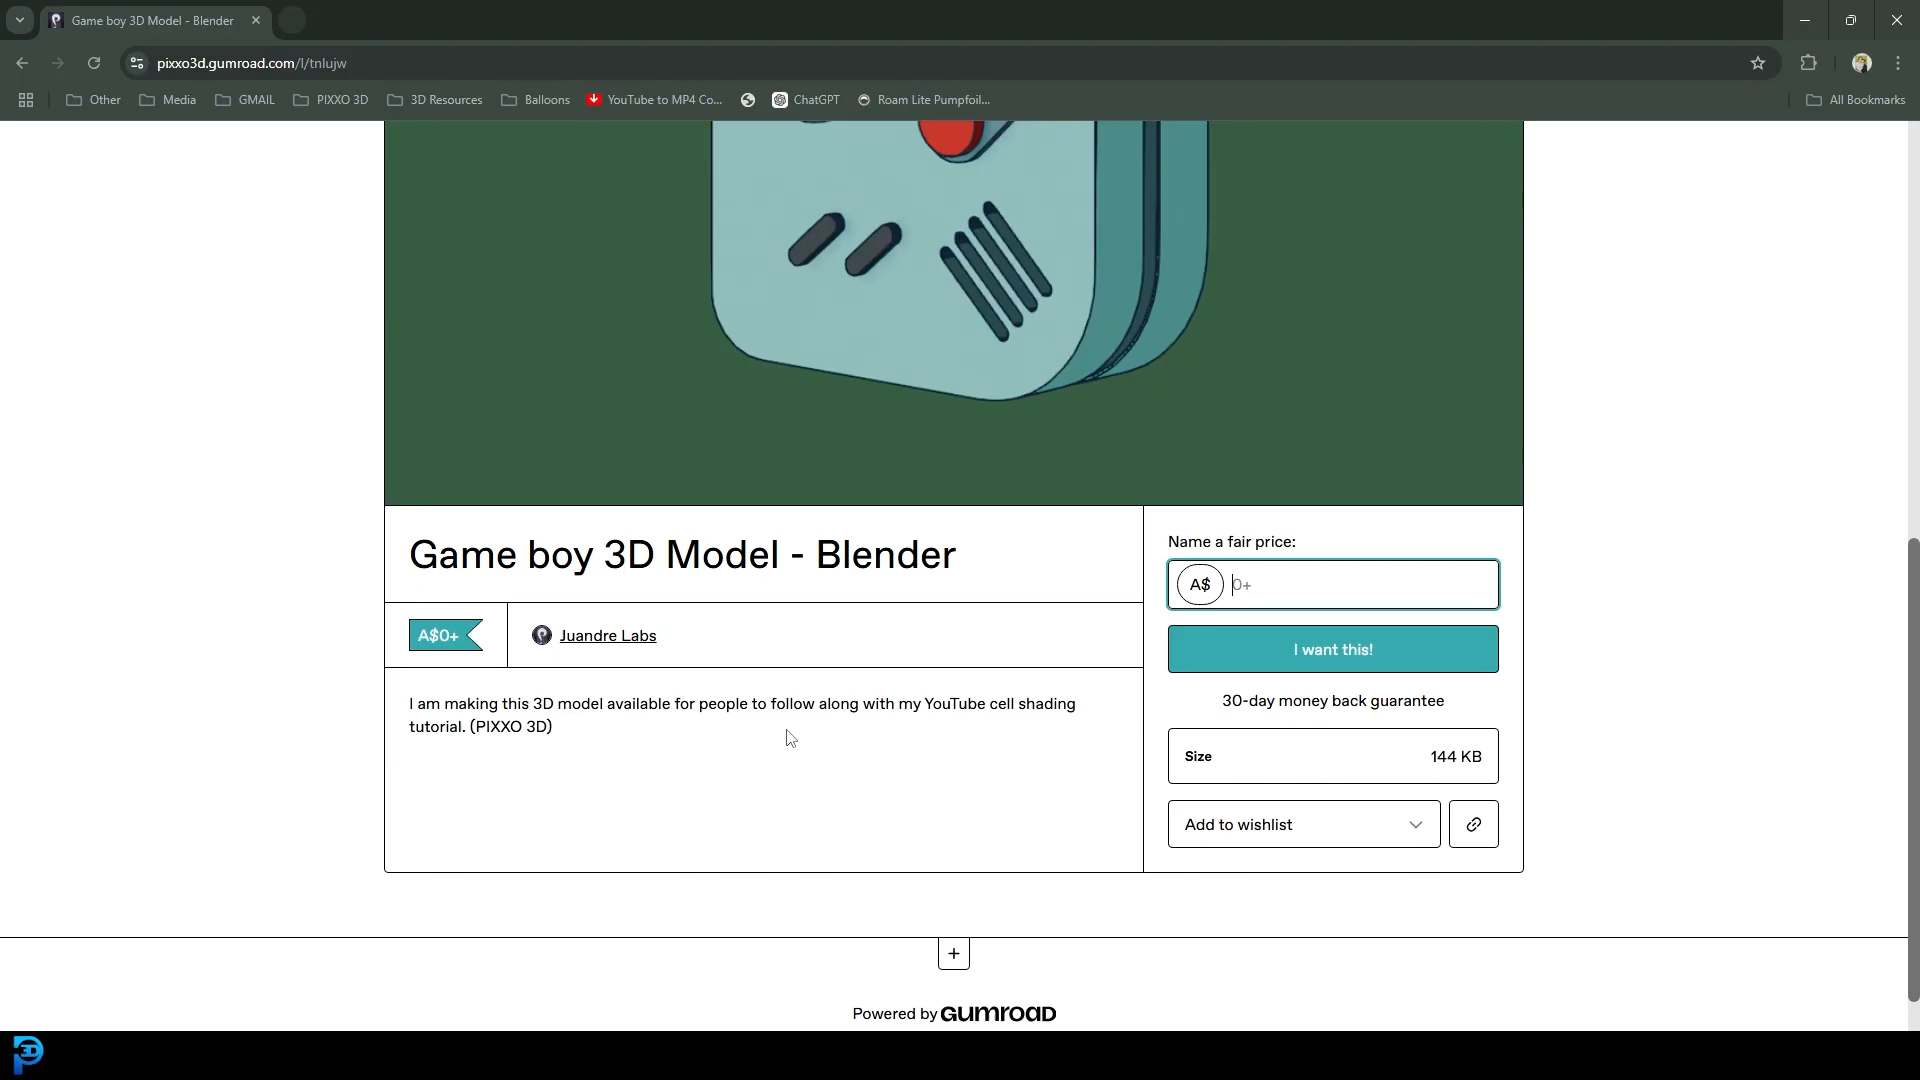 Game boy 3D Model - Blender
pixxo3d.gumroad.com/l/tnlujw
Other
Media
GMAIL
PIXXO 3D
3D Resources
Balloons
YouTube to MP4 Co...
ChatGPT
Roam Lite Pumpfoil...
All Bookmarks
Game boy 3D Model - Blender
Name a fair price:
A$ 0+
A$0+
Juandre Labs
I want this!
I am making this 3D model available for people to follow along with my YouTube cell shading
tutorial. (PIXXO 3D)
30-day money back guarantee
Size 144 KB
Add to wishlist
+
Powered by GUMROAD
3D